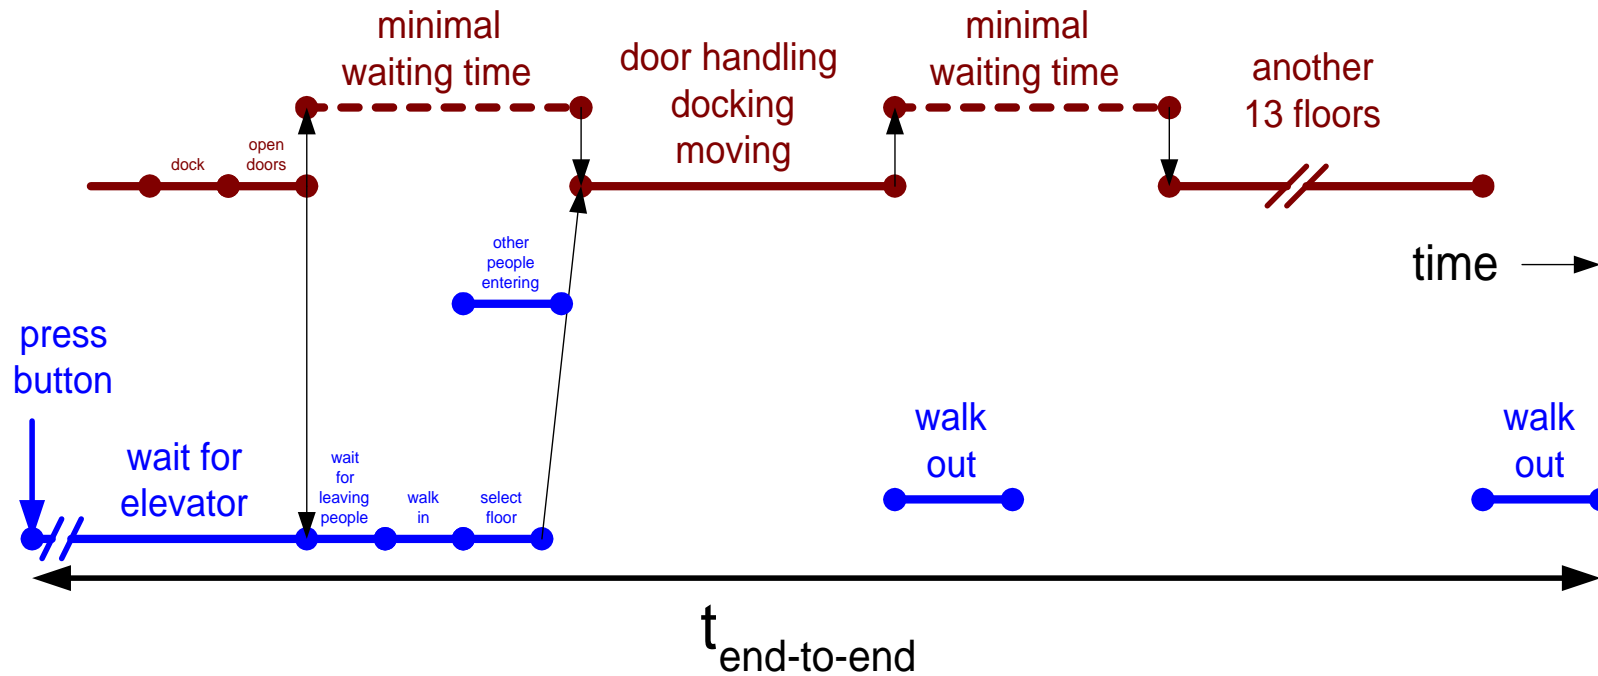 minimal
waiting time
door handling
docking
moving
minimal
waiting time
another
13 floors
dock
open
doors
other
people
entering
time
press
button
wait for
elevator
wait
for
leaving
people
walk
in
select
floor
walk
out
walk
out
t end-to-end